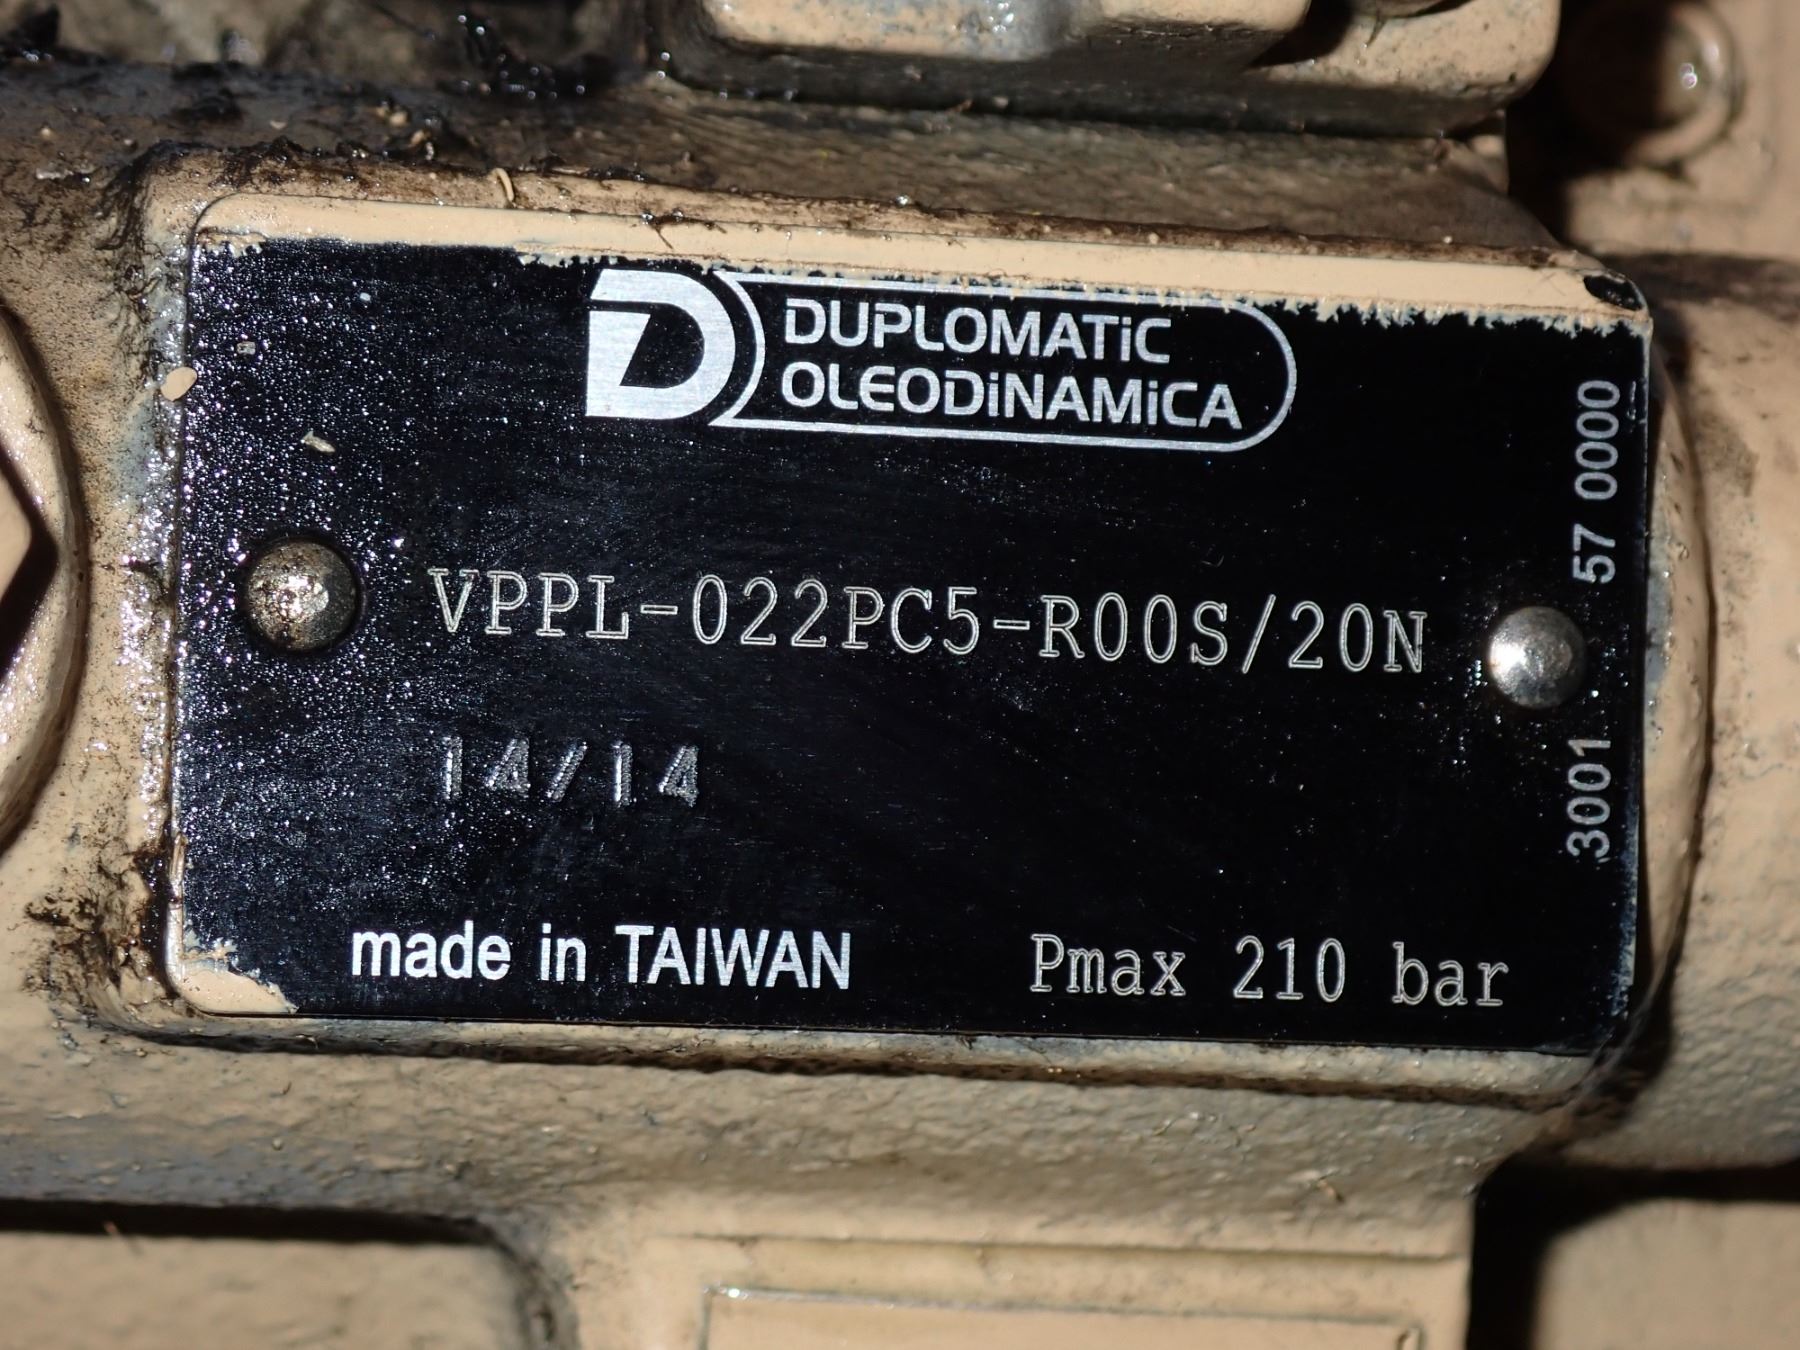 DUPLOMATiC
OLEODiNAMiCA
VPPL-022PC5-R00S/20N
14/14
made in TAIWAN
Pmax 210 bar
3001 57 0000